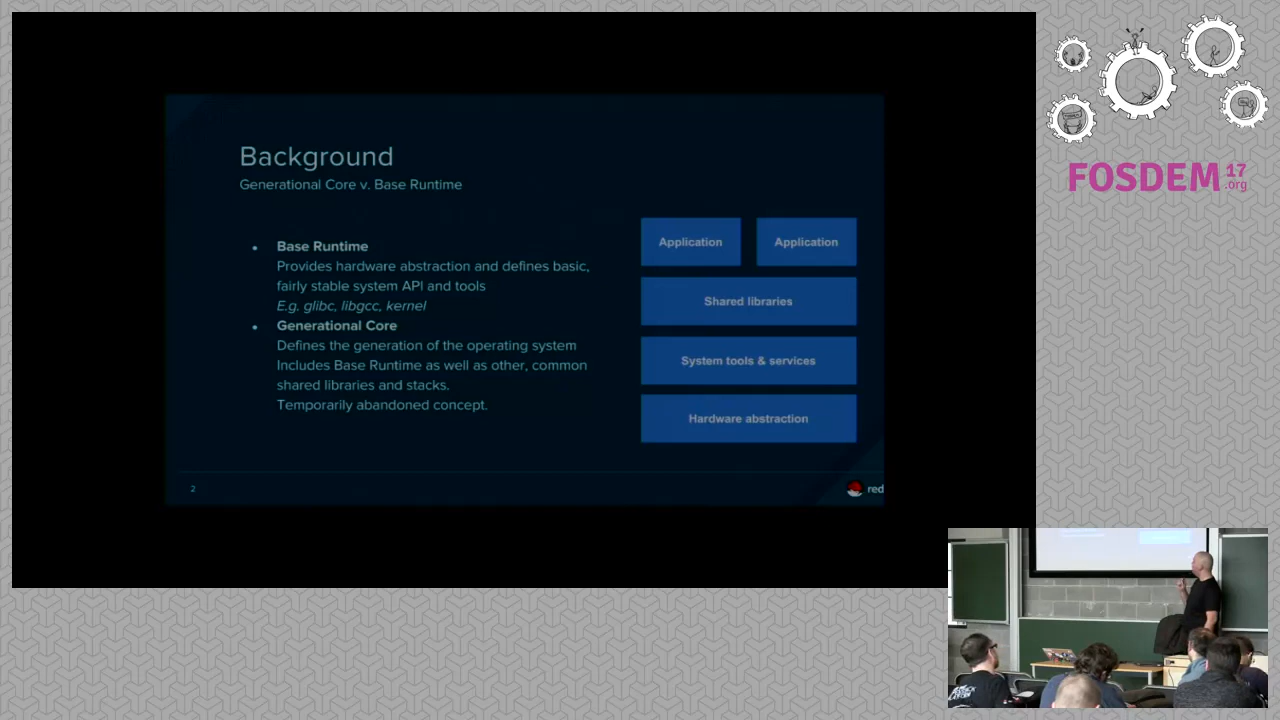 Background
Generational Core v. Base Runtime
• Base Runtime
Provides hardware abstraction and defines basic,
fairly stable system API and tools
E.g. glibc, libgcc, kernel
• Generational Core
Defines the generation of the operating system
Includes Base Runtime as well as other, common
shared libraries and stacks.
Temporarily abandoned concept.
Application
Application
Shared libraries
System tools & services
Hardware abstraction
2
red
FOSDEM 17
.org